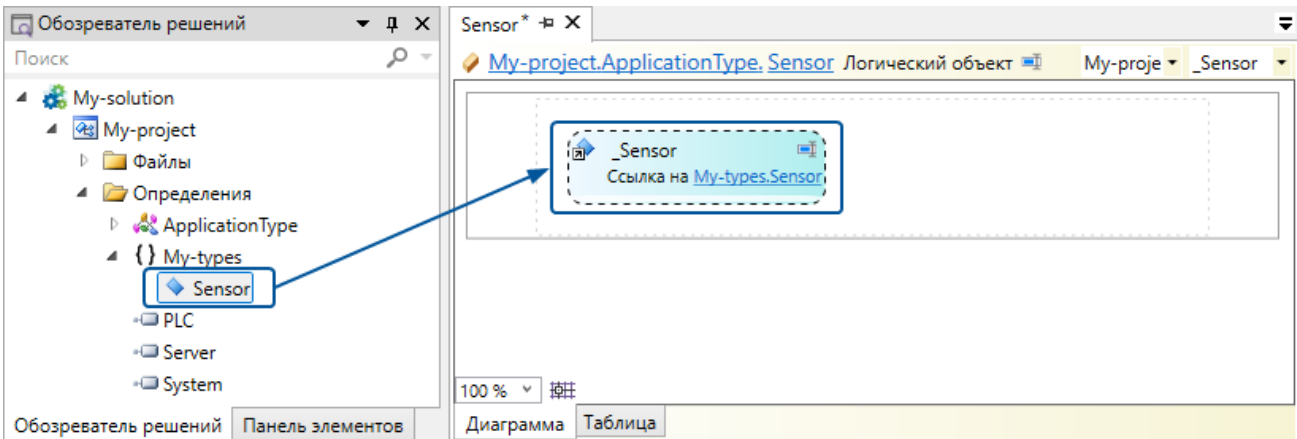 Обозреватель решений
Поиск
My-solution
My-project
Файлы
Определения
ApplicationType
{ } My-types
Sensor
PLC
Server
System
Обозреватель решений Панель элементов
Sensor*
My-project.ApplicationType. Sensor Логический объект My-proje _Sensor
_Sensor
Ссылка на My-types.Sensor
100 %
Диаграмма Таблица